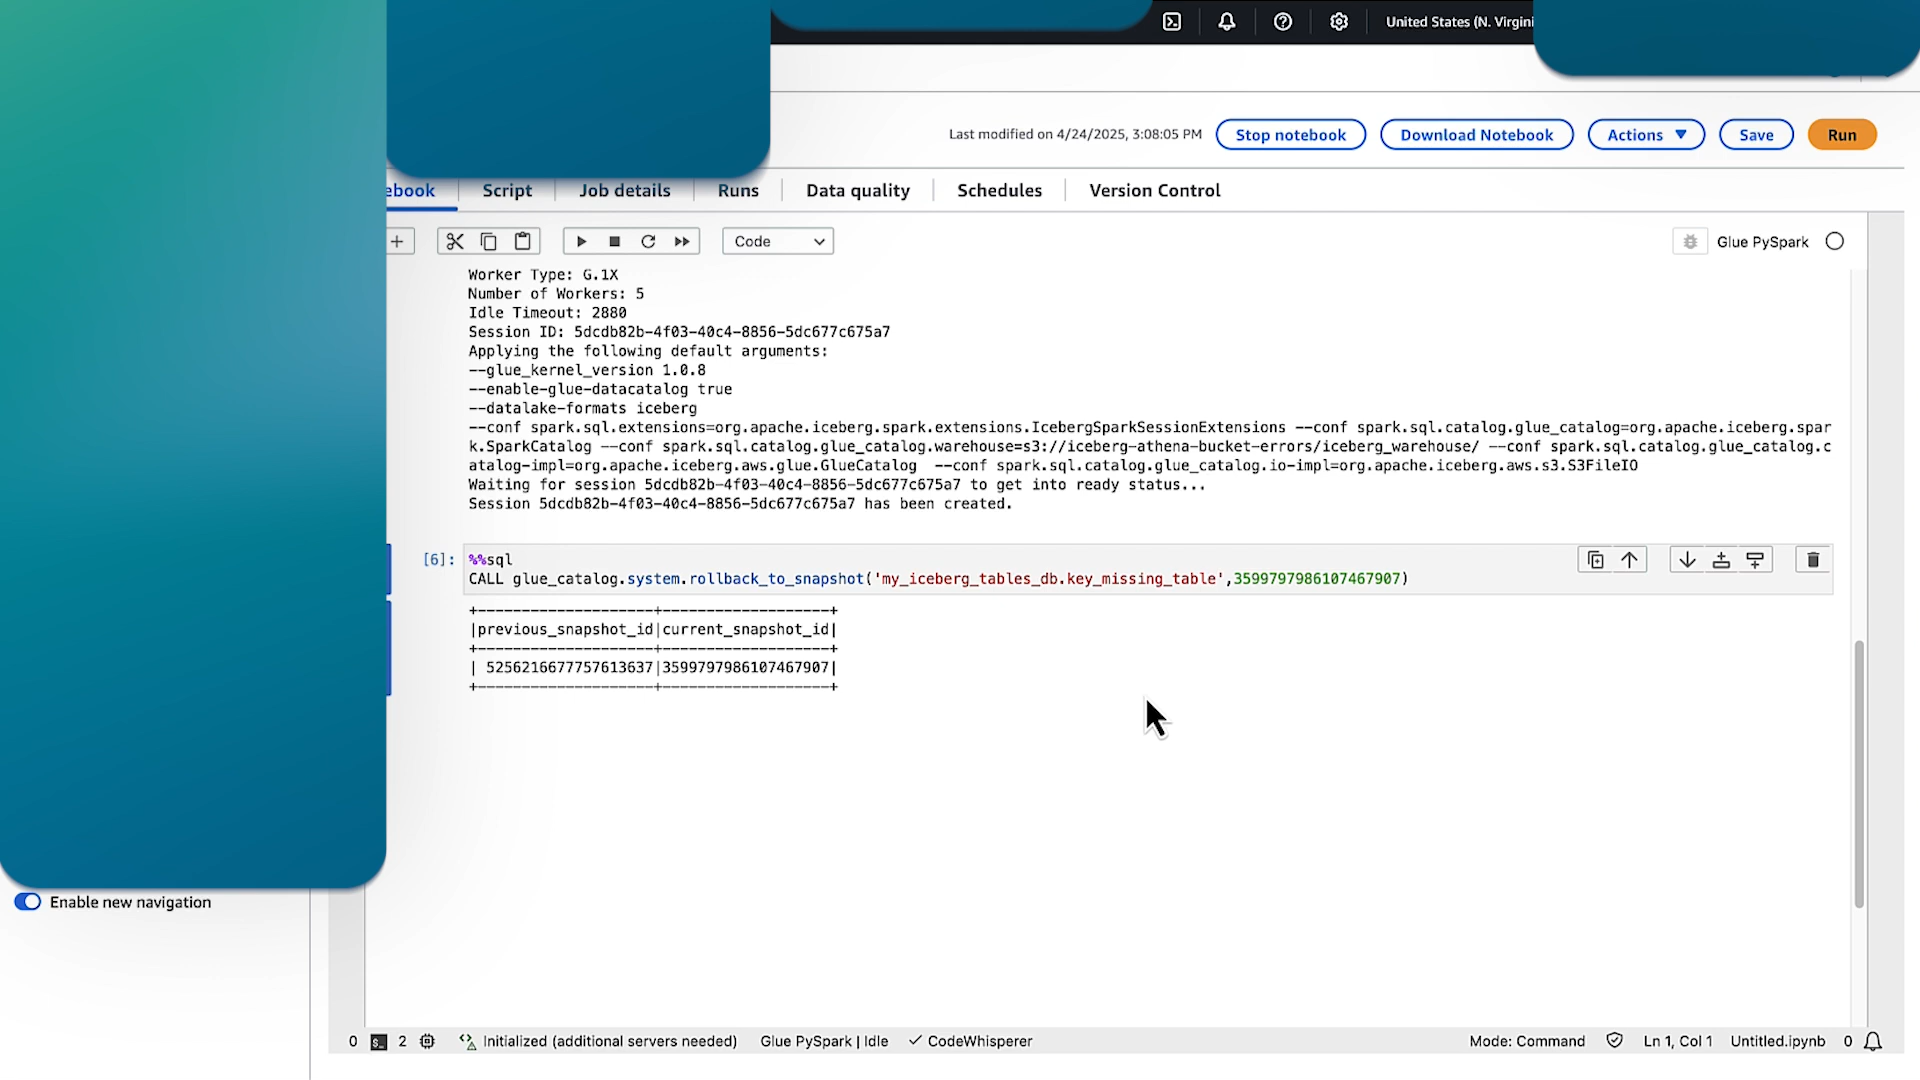 United States (N. Virgini
Last modified on 4/24/2025, 3:08:05 PM
Stop notebook
Download Notebook
Actions
Save
Run
ebook
Script
Job details
Runs
Data quality
Schedules
Version Control
Code
Glue PySpark
Worker Type: G.1X
Number of Workers: 5
Idle Timeout: 2880
Session ID: 5dcdb82b-4f03-40c4-8856-5dc677c675a7
Applying the following default arguments:
--glue_kernel_version 1.0.8
--enable-glue-datacatalog true
--datalake-formats iceberg
--conf spark.sql.extensions=org.apache.iceberg.spark.extensions.IcebergSparkSessionExtensions --conf spark.sql.catalog.glue_catalog=org.apache.iceberg.spar
k.SparkCatalog --conf spark.sql.catalog.glue_catalog.warehouse=s3://iceberg-athena-bucket-errors/iceberg_warehouse/ --conf spark.sql.catalog.glue_catalog.c
atalog-impl=org.apache.iceberg.aws.glue.GlueCatalog  --conf spark.sql.catalog.glue_catalog.io-impl=org.apache.iceberg.aws.s3.S3FileIO
Waiting for session 5dcdb82b-4f03-40c4-8856-5dc677c675a7 to get into ready status...
Session 5dcdb82b-4f03-40c4-8856-5dc677c675a7 has been created.
[6]: %%sql
CALL glue_catalog.system.rollback_to_snapshot('my_iceberg_tables_db.key_missing_table',3599797986107467907)
+--------------------+-------------------+
|previous_snapshot_id|current_snapshot_id|
+--------------------+-------------------+
| 5256216677757613637|3599797986107467907|
+--------------------+-------------------+
Enable new navigation
0
2
Initialized (additional servers needed)
Glue PySpark | Idle
CodeWhisperer
Mode: Command
Ln 1, Col 1
Untitled.ipynb
0